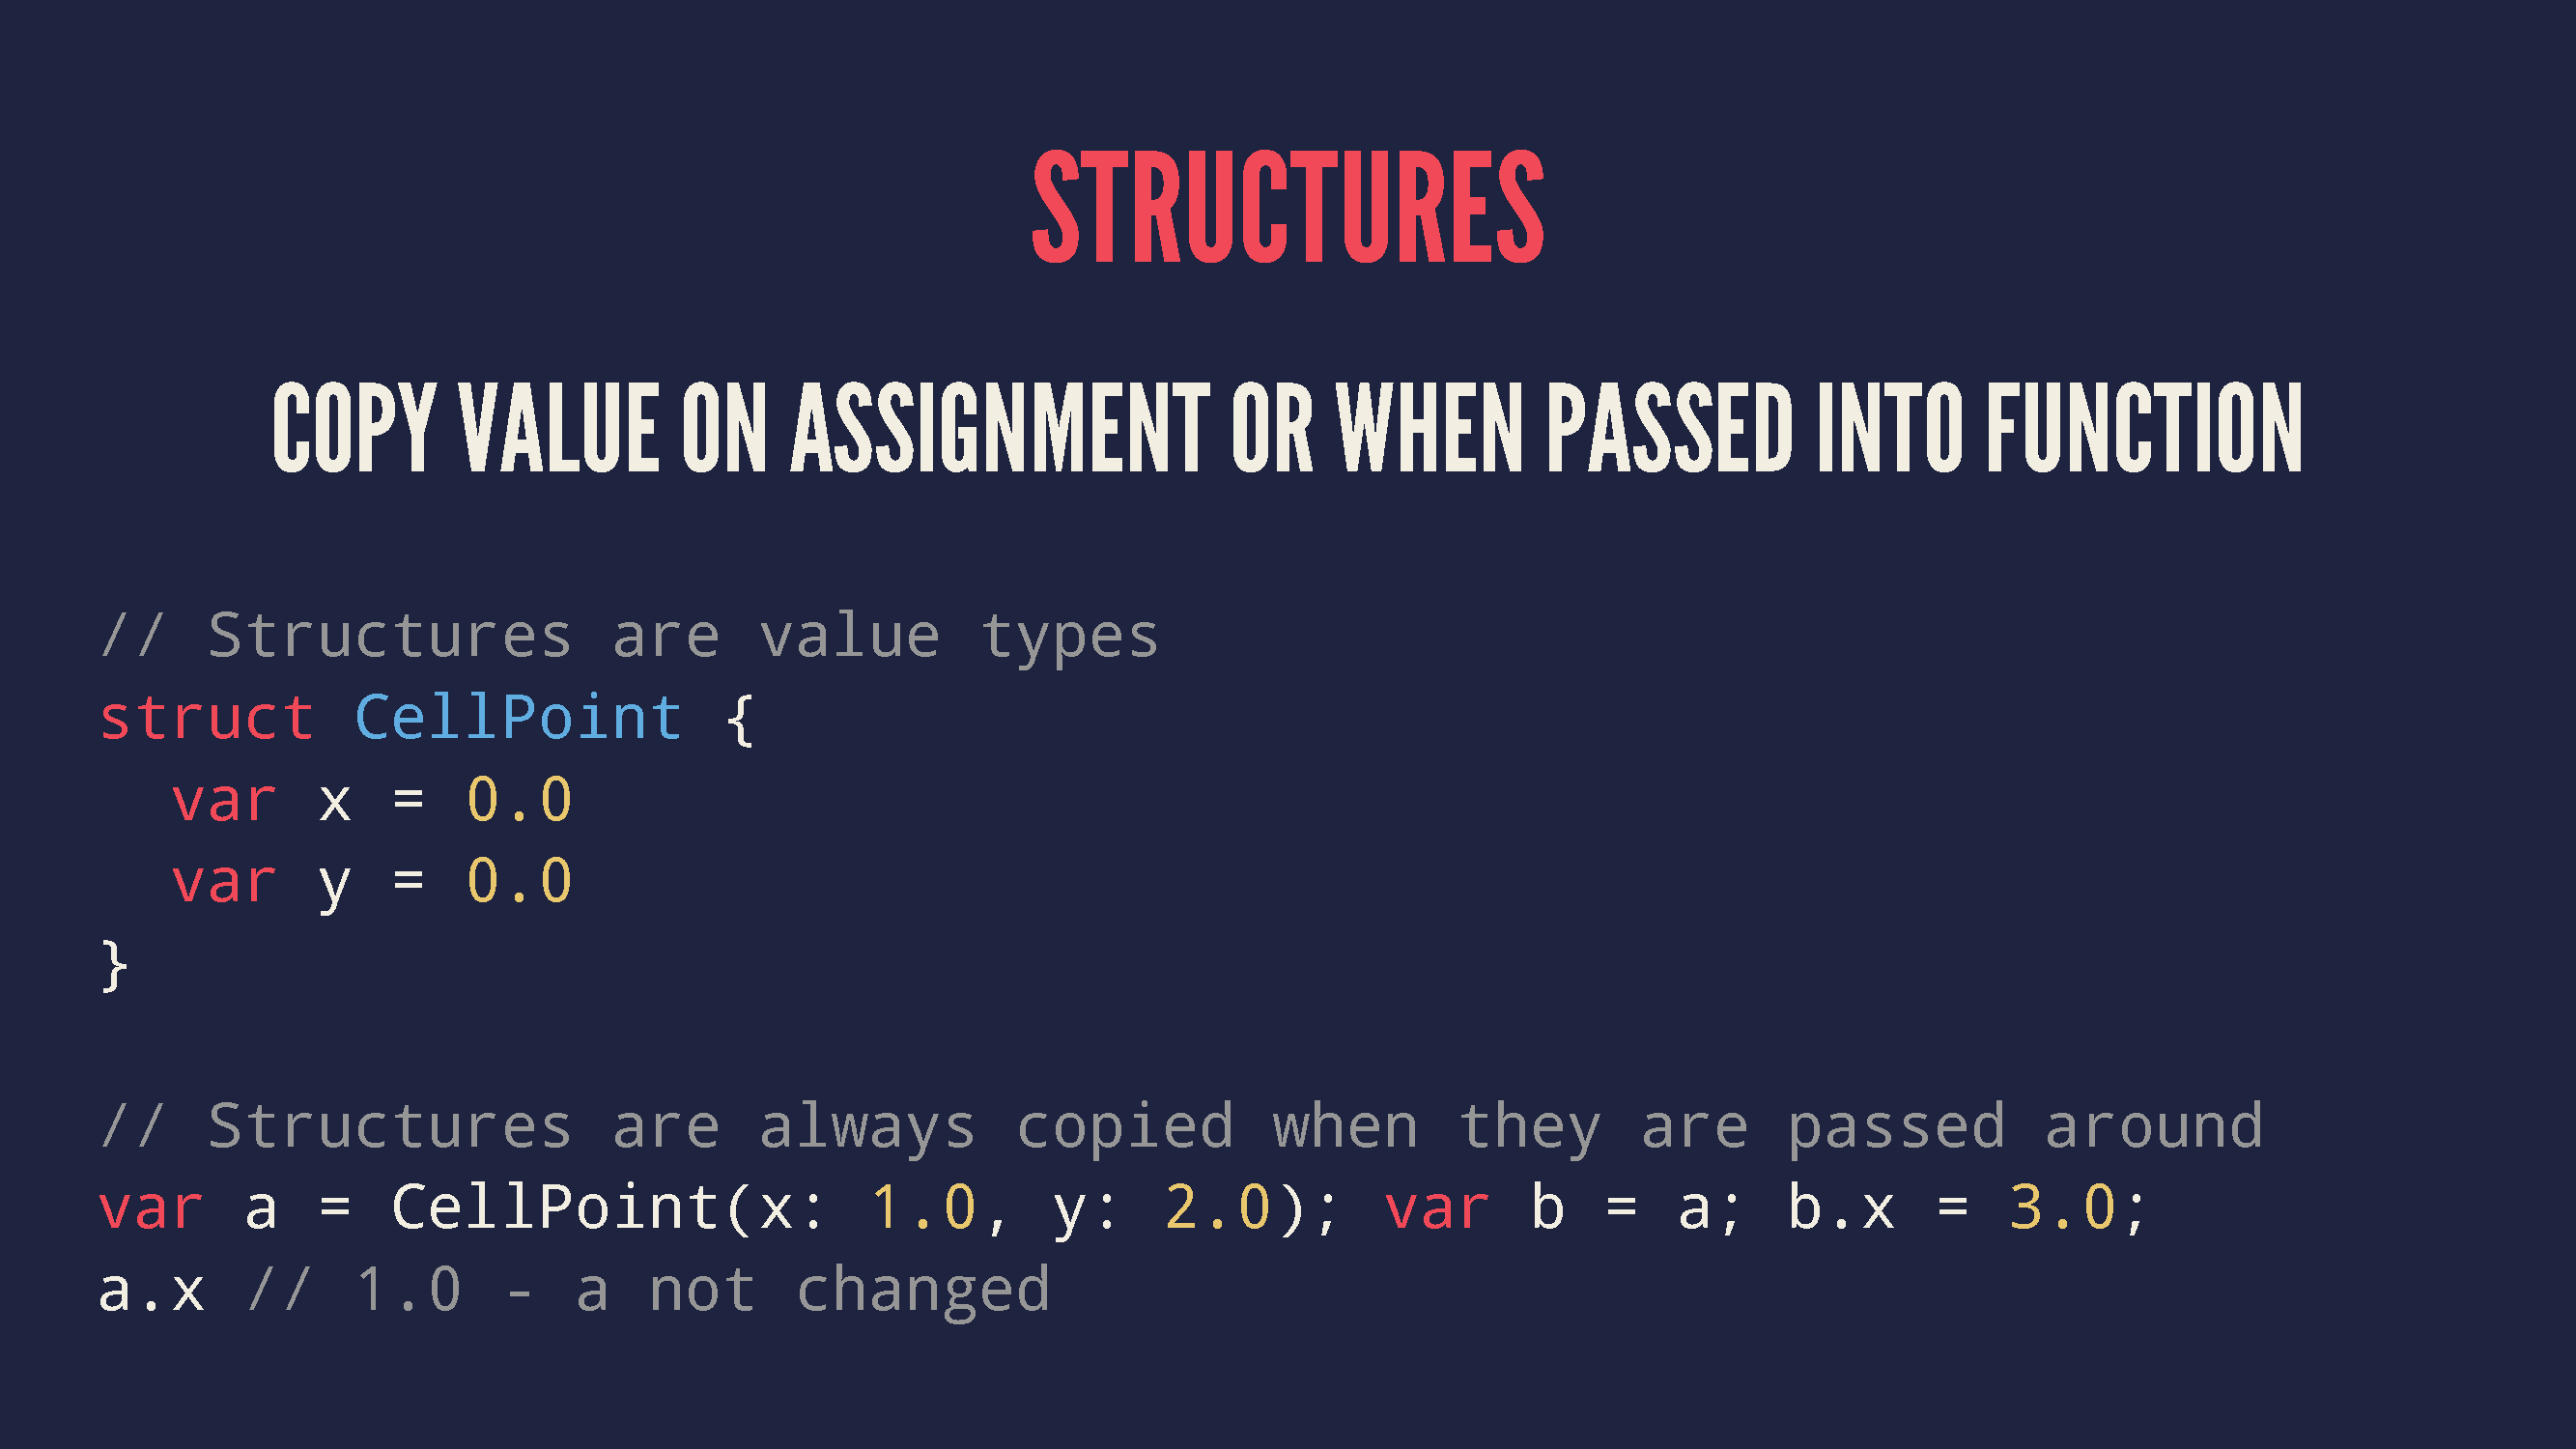 STRUCTURES
COPY VALUE ON ASSIGNMENT OR WHEN PASSED INTO FUNCTION
// Structures are value types
struct CellPoint {
  var x = 0.0
  var y = 0.0
}
// Structures are always copied when they are passed around
var a = CellPoint(x: 1.0, y: 2.0); var b = a; b.x = 3.0;
a.x // 1.0 - a not changed